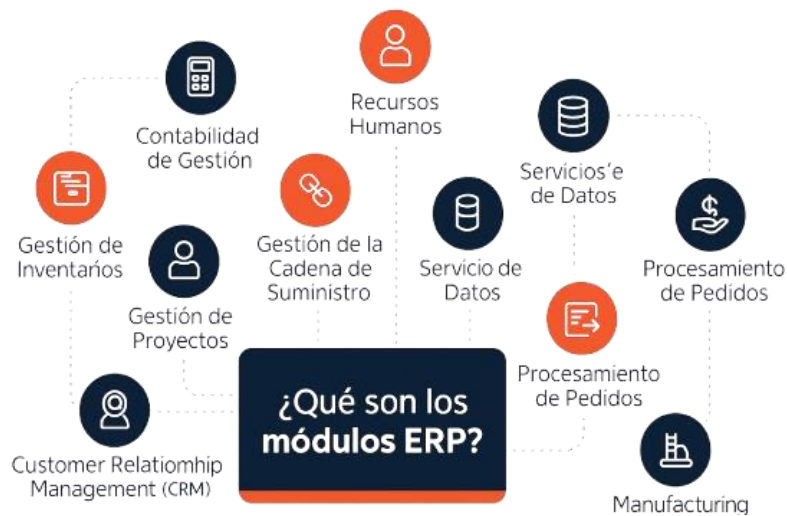 Recursos
Humanos
Contabilidad
de Gestión
Servicios'e
de Datos
Gestión de
Inventarios
Gestión de la
Cadena de
Suministro
Servicio de
Datos
Procesamiento
de Pedidos
Gestión de
Proyectos
Procesamiento
de Pedidos
¿Qué son los
módulos ERP?
Customer Relatiomhip
Management (CRM)
Manufacturing